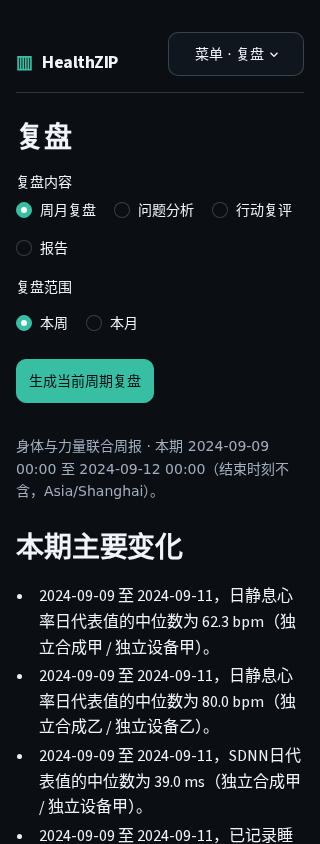 HealthZIP
菜单 · 复盘
复盘
复盘内容
周月复盘 问题分析 行动复评
报告
复盘范围
本周 本月
生成当前周期复盘
身体与力量联合周报 · 本期 2024-09-09
00:00 至 2024-09-12 00:00（结束时刻不
含，Asia/Shanghai）。
本期主要变化
2024-09-09 至 2024-09-11，日静息心
率日代表值的中位数为 62.3 bpm（独
立合成甲 / 独立设备甲）。
2024-09-09 至 2024-09-11，日静息心
率日代表值的中位数为 80.0 bpm（独
立合成乙 / 独立设备乙）。
2024-09-09 至 2024-09-11，SDNN日代
表值的中位数为 39.0 ms（独立合成甲
/ 独立设备甲）。
2024-09-09 至 2024-09-11，已记录睡